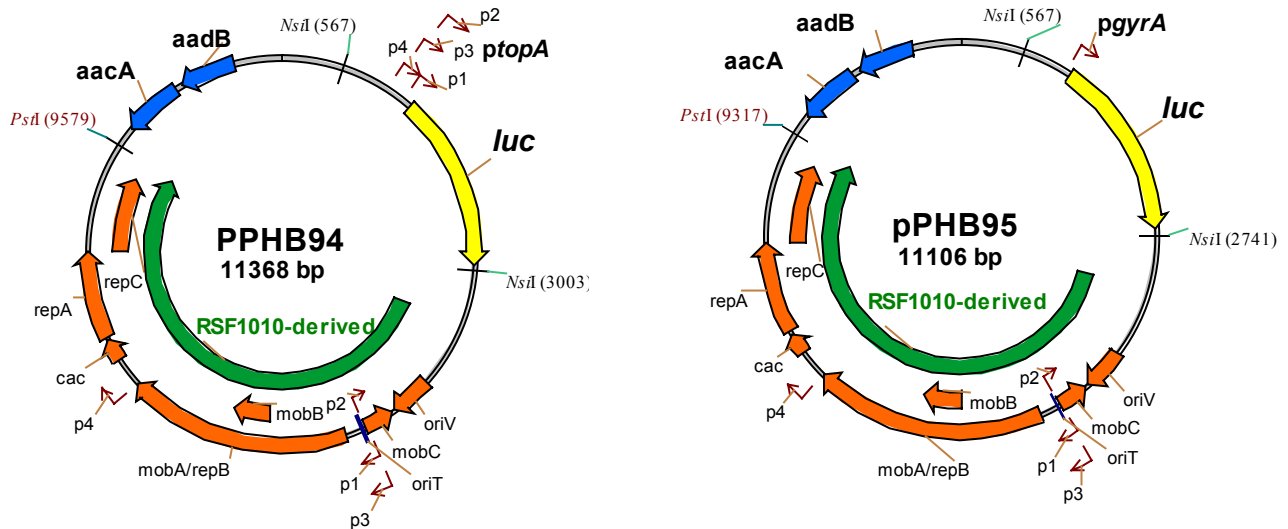 NsiI (567)
p2
aadB
p4
p3
ptopA
p1
aacA
PstI (9579)
luc
PPHB94
11368 bp
repC
NsiI (3003)
repA
RSF1010-derived
cac
p4
p2
mobB
oriV
mobC
mobA/repB
p1
oriT
p3
NsiI (567)
pgyrA
aadB
aacA
PstI (9317)
luc
pPHB95
11106 bp
NsiI (2741)
repC
repA
RSF1010-derived
cac
p2
p4
mobB
oriV
mobC
mobA/repB
p1
oriT
p3